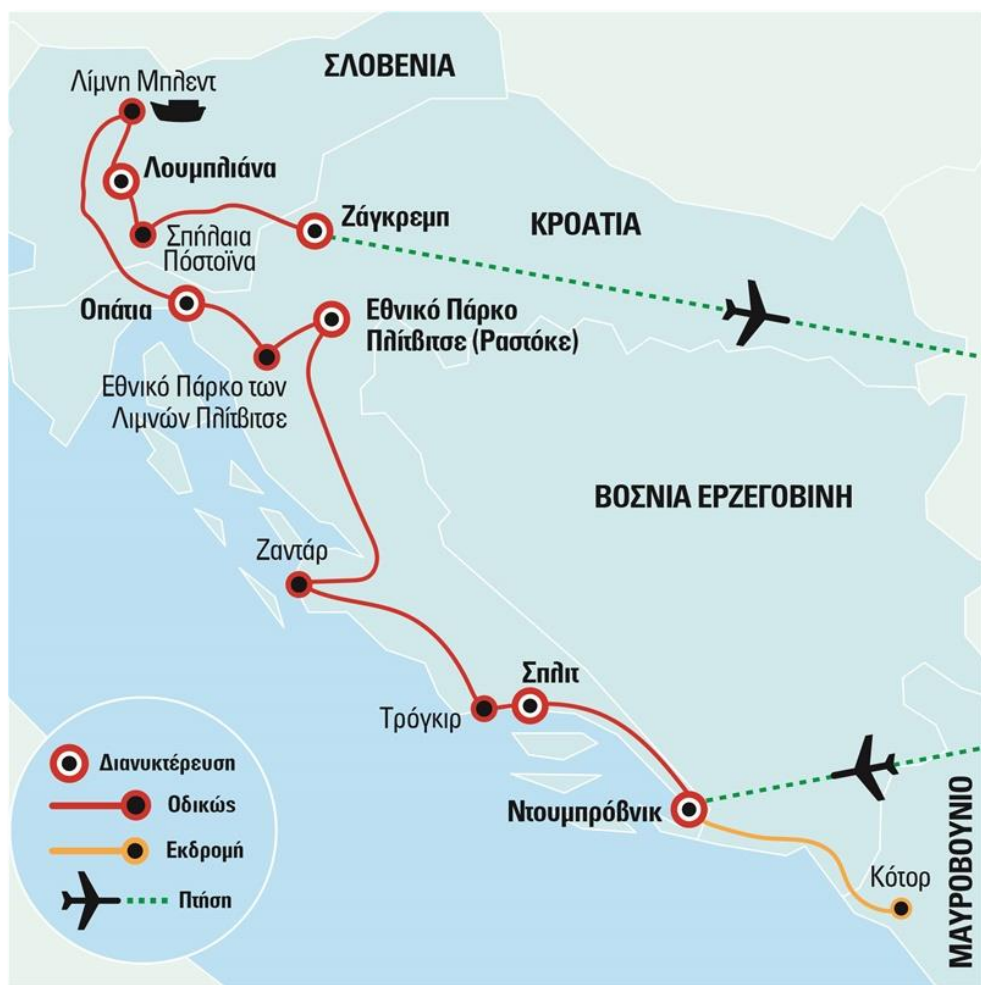 ΣΛΟΒΕΝΙΑ
Λίμνη Μπλεντ
Λουμπλιάνα
Ζάγκρεμπ
ΚΡΟΑΤΙΑ
Σπήλαια
Πόστοϊνα
Οπάτια
Εθνικό Πάρκο
Πλίτβιτσε (Ραστόκε)
Εθνικό Πάρκο των
Λιμνών Πλίτβιτσε
ΒΟΣΝΙΑ ΕΡΖΕΓΟΒΙΝΗ
Ζαντάρ
Σπλιτ
Τρόγκιρ
Ντουμπρόβνικ
Κότορ
ΜΑΥΡΟΒΟΥΝΙΟ
Διανυκτέρευση
Οδικώς
Εκδρομή
Πτήση